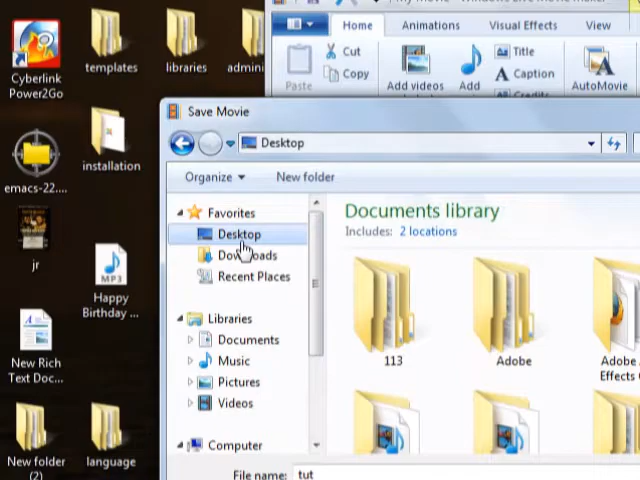 Cyberlink
Power2Go
templates
libraries
admini
Home
Animations
Visual Effects
View
Paste
Cut
Copy
Add videos
Add
Title
Caption
AutoMovie
Save Movie
Desktop
Organize
New folder
installation
emacs-22....
jr
MP3
Happy
Birthday ...
New Rich
Text Doc...
New folder
(2)
language
Favorites
Desktop
Downloads
Recent Places
Libraries
Documents
Music
Pictures
Videos
Computer
Documents library
Includes: 2 locations
113
Adobe
Adobe
Effects
File name: tut